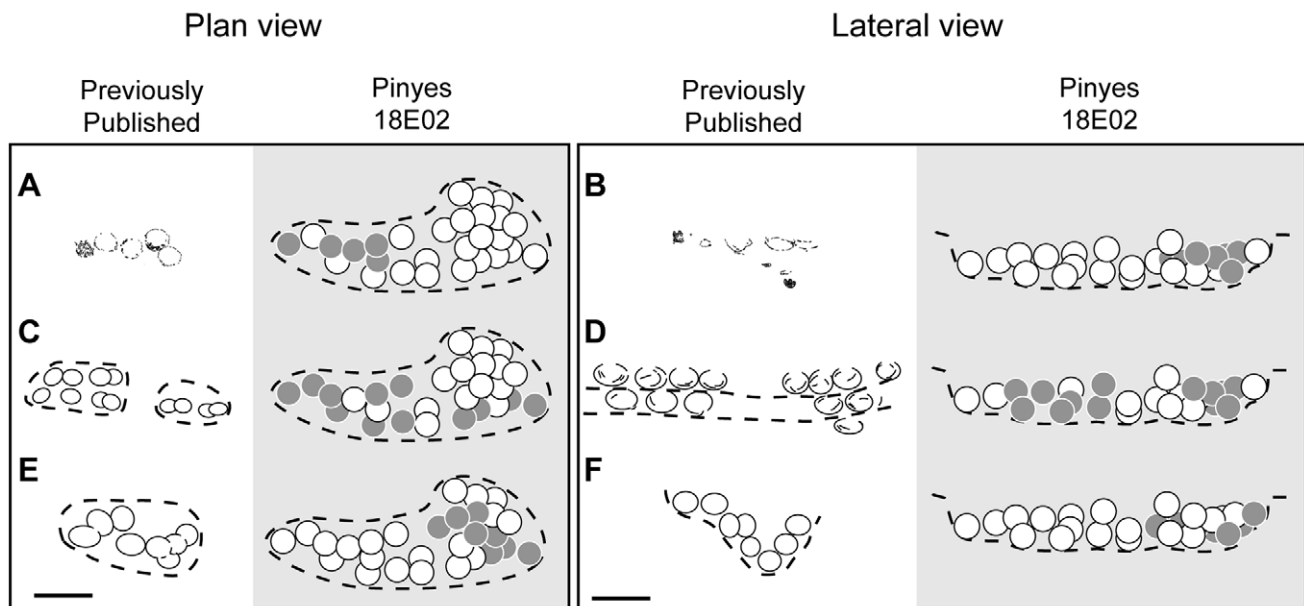 Plan view
Lateral view
Previously
Published
Pinyes
18E02
Previously
Published
Pinyes
18E02
A
B
C
D
E
F